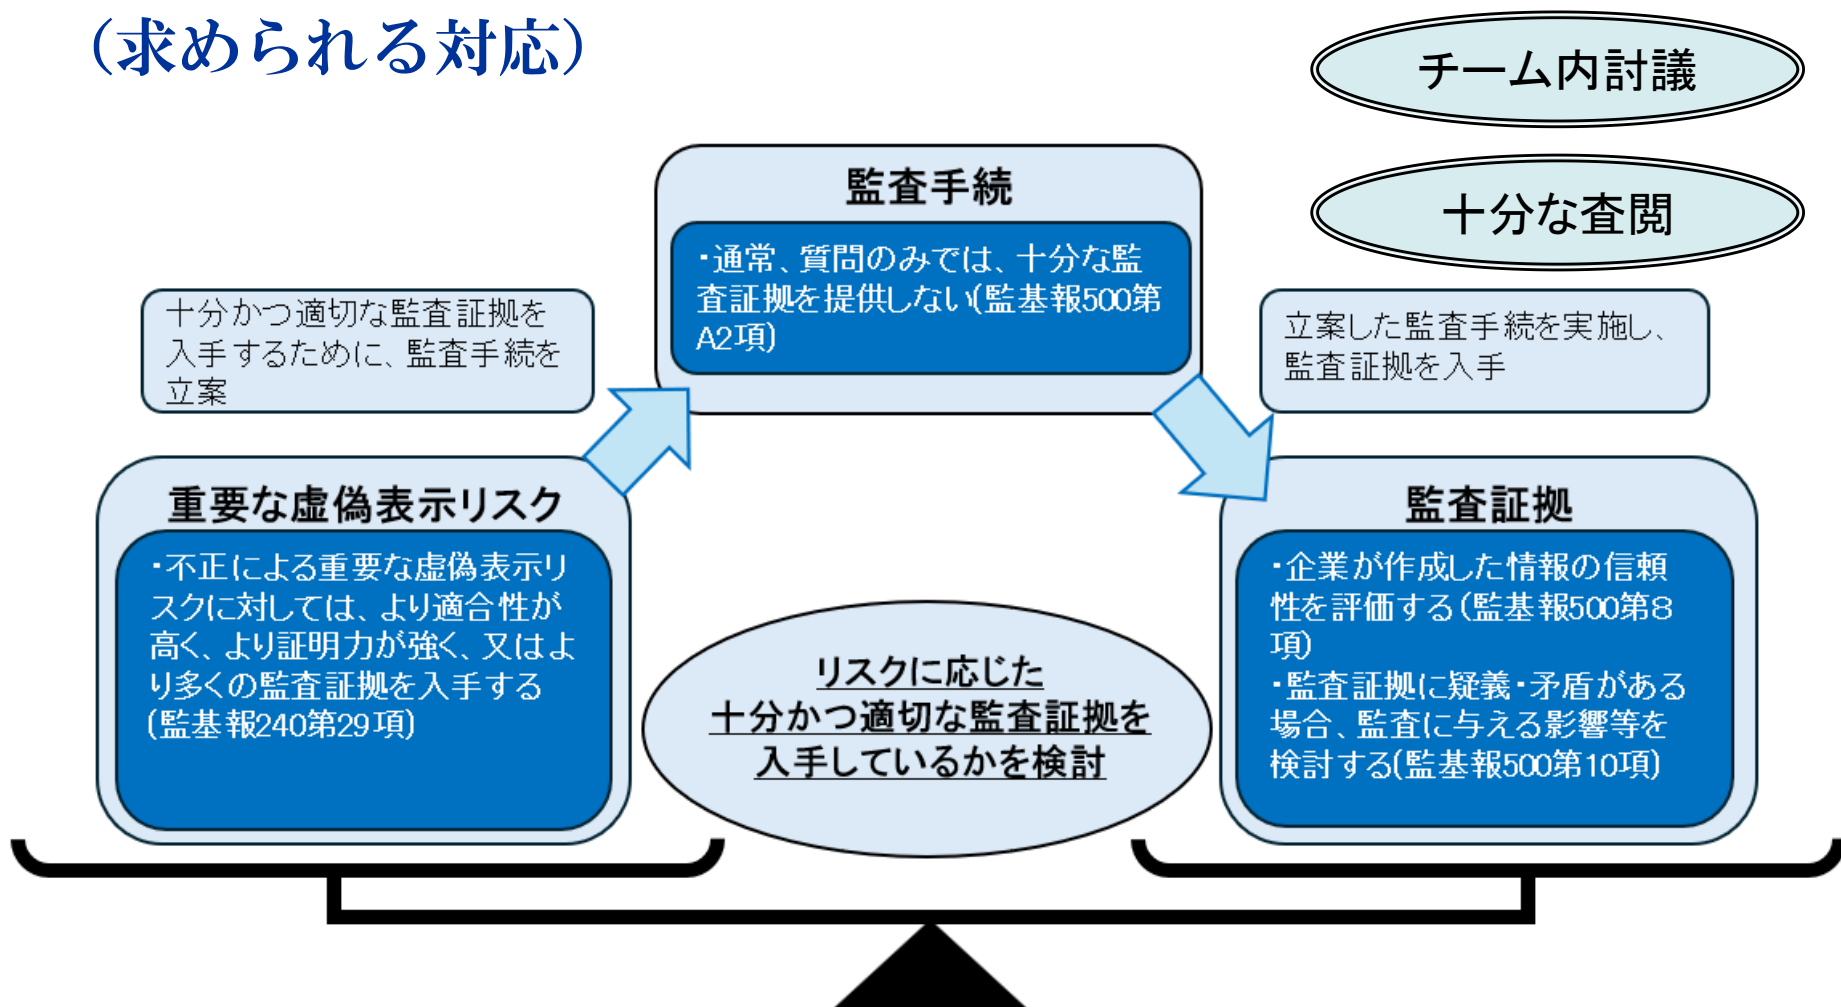 （求められる対応）
チーム内討議
十分な査閲
監査手続
・通常、質問のみでは、十分な監
査証拠を提供しない(監基報500第
A2項)
十分かつ適切な監査証拠を
入手するために、監査手続を
立案
立案した監査手続を実施し、
監査証拠を入手
重要な虚偽表示リスク
・不正による重要な虚偽表示リ
スクに対しては、より適合性が
高く、より証明力が強く、又はよ
り多くの監査証拠を入手する
(監基報240第29項)
リスクに応じた
十分かつ適切な監査証拠を
入手しているかを検討
監査証拠
・企業が作成した情報の信頼
性を評価する(監基報500第8
項)
・監査証拠に疑義・矛盾がある
場合、監査に与える影響等を
検討する(監基報500第10項)